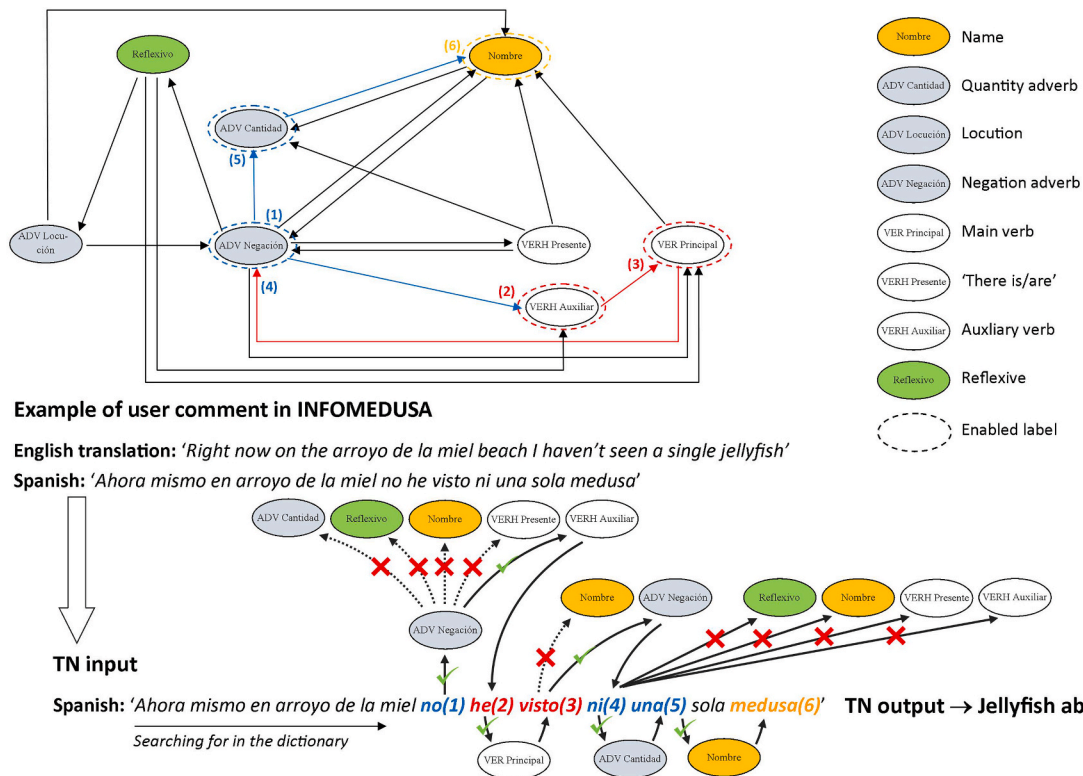 (6)
Nombre
Reflexivo
ADV Cantidad
(5)
(1)
ADV Locu-
ción
ADV Negación
VERH Presente
VER Principal
(4)
(2)
(3)
VERH Auxiliar
Nombre Name
ADV Cantidad Quantity adverb
ADV Locución Locution
ADV Negación Negation adverb
VER Principal Main verb
VERH Presente ‘There is/are’
VERH Auxiliar Auxliary verb
Reflexivo Reflexive
Enabled label
Example of user comment in INFOMEDUSA
English translation: ‘Right now on the arroyo de la miel beach I haven’t seen a single jellyfish’
Spanish: ‘Ahora mismo en arroyo de la miel no he visto ni una sola medusa’
ADV Cantidad Reflexivo Nombre VERH Presente VERH Auxiliar
Nombre ADV Negación Reflexivo Nombre VERH Presente VERH Auxiliar
ADV Negación
TN input
Spanish: ‘Ahora mismo en arroyo de la miel no(1) he(2) visto(3) ni(4) una(5) sola medusa(6)’ TN output → Jellyfish ab
Searching for in the dictionary
VER Principal ADV Cantidad Nombre